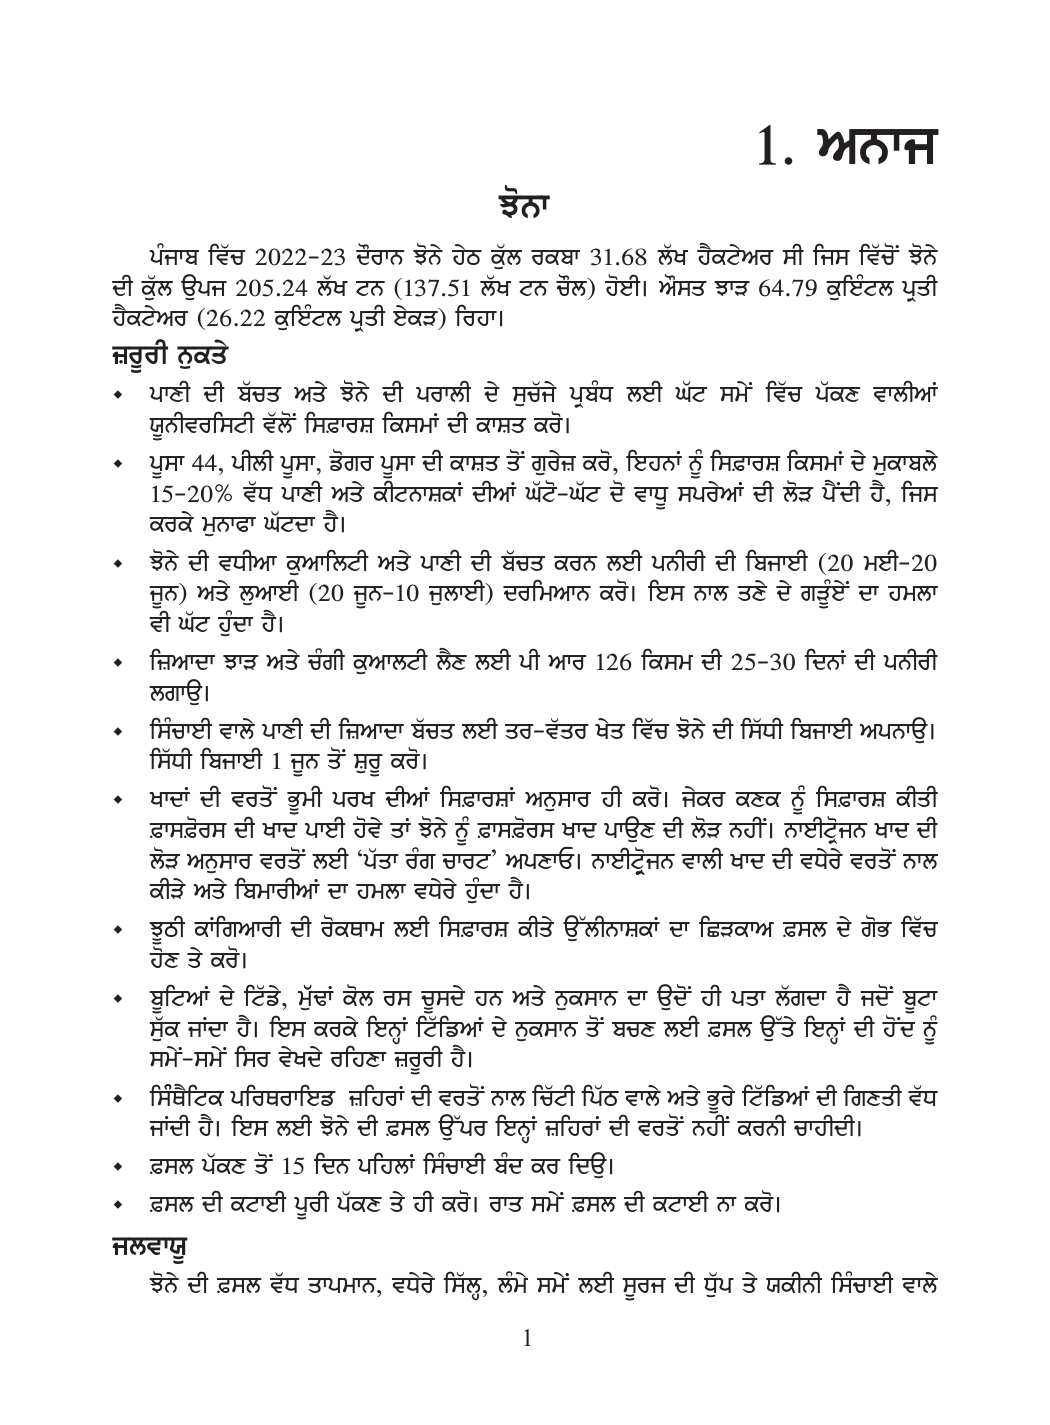 1. ਅਨਾਜ
ਝੋਨਾ
ਪੰਜਾਬ ਵਿੱਚ 2022-23 ਦੌਰਾਨ ਝੋਨੇ ਹੇਠ ਕੁੱਲ ਰਕਬਾ 31.68 ਲੱਖ ਹੈਕਟੇਅਰ ਸੀ ਜਿਸ ਵਿੱਚੋਂ ਝੋਨੇ
ਦੀ ਕੁੱਲ ਉਪਜ 205.24 ਲੱਖ ਟਨ (137.51 ਲੱਖ ਟਨ ਚੌਲ) ਹੋਈ। ਔਸਤ ਝਾੜ 64.79 ਕੁਇੰਟਲ ਪ੍ਰਤੀ
ਹੈਕਟੇਅਰ (26.22 ਕੁਇੰਟਲ ਪ੍ਰਤੀ ਏਕੜ) ਰਿਹਾ।
ਜ਼ਰੂਰੀ ਨੁਕਤੇ
⬩ ਪਾਣੀ ਦੀ ਬੱਚਤ ਅਤੇ ਝੋਨੇ ਦੀ ਪਰਾਲੀ ਦੇ ਸੁਚੱਜੇ ਪ੍ਰਬੰਧ ਲਈ ਘੱਟ ਸਮੇਂ ਵਿੱਚ ਪੱਕਣ ਵਾਲੀਆਂ
ਯੂਨੀਵਰਸਿਟੀ ਵੱਲੋਂ ਸਿਫ਼ਾਰਸ਼ ਕਿਸਮਾਂ ਦੀ ਕਾਸ਼ਤ ਕਰੋ।
⬩ ਪੂਸਾ 44, ਪੀਲੀ ਪੂਸਾ, ਡੋਗਰ ਪੂਸਾ ਦੀ ਕਾਸ਼ਤ ਤੋਂ ਗੁਰੇਜ਼ ਕਰੋ, ਇਹਨਾਂ ਨੂੰ ਸਿਫ਼ਾਰਸ਼ ਕਿਸਮਾਂ ਦੇ ਮੁਕਾਬਲੇ
15-20% ਵੱਧ ਪਾਣੀ ਅਤੇ ਕੀਟਨਾਸ਼ਕਾਂ ਦੀਆਂ ਘੱਟੋ-ਘੱਟ ਦੋ ਵਾਧੂ ਸਪਰੇਆਂ ਦੀ ਲੋੜ ਪੈਂਦੀ ਹੈ, ਜਿਸ
ਕਰਕੇ ਮੁਨਾਫਾ ਘੱਟਦਾ ਹੈ।
⬩ ਝੋਨੇ ਦੀ ਵਧੀਆ ਕੁਆਲਿਟੀ ਅਤੇ ਪਾਣੀ ਦੀ ਬੱਚਤ ਕਰਨ ਲਈ ਪਨੀਰੀ ਦੀ ਬਿਜਾਈ (20 ਮਈ-20
ਜੂਨ) ਅਤੇ ਲੁਆਈ (20 ਜੂਨ-10 ਜੁਲਾਈ) ਦਰਮਿਆਨ ਕਰੋ। ਇਸ ਨਾਲ ਤਣੇ ਦੇ ਗੜੂੰਏਂ ਦਾ ਹਮਲਾ
ਵੀ ਘੱਟ ਹੁੰਦਾ ਹੈ।
⬩ ਜ਼ਿਆਦਾ ਝਾੜ ਅਤੇ ਚੰਗੀ ਕੁਆਲਟੀ ਲੈਣ ਲਈ ਪੀ ਆਰ 126 ਕਿਸਮ ਦੀ 25-30 ਦਿਨਾਂ ਦੀ ਪਨੀਰੀ
ਲਗਾਉ।
⬩ ਸਿੰਚਾਈ ਵਾਲੇ ਪਾਣੀ ਦੀ ਜ਼ਿਆਦਾ ਬੱਚਤ ਲਈ ਤਰ-ਵੱਤਰ ਖੇਤ ਵਿੱਚ ਝੋਨੇ ਦੀ ਸਿੱਧੀ ਬਿਜਾਈ ਅਪਨਾਉ।
ਸਿੱਧੀ ਬਿਜਾਈ 1 ਜੂਨ ਤੋਂ ਸ਼ੁਰੂ ਕਰੋ।
⬩ ਖਾਦਾਂ ਦੀ ਵਰਤੋਂ ਭੂਮੀ ਪਰਖ ਦੀਆਂ ਸਿਫ਼ਾਰਸ਼ਾਂ ਅਨੁਸਾਰ ਹੀ ਕਰੋ। ਜੇਕਰ ਕਣਕ ਨੂੰ ਸਿਫ਼ਾਰਸ਼ ਕੀਤੀ
ਫ਼ਾਸਫ਼ੋਰਸ ਦੀ ਖਾਦ ਪਾਈ ਹੋਵੇ ਤਾਂ ਝੋਨੇ ਨੂੰ ਫ਼ਾਸਫ਼ੋਰਸ ਖਾਦ ਪਾਉਣ ਦੀ ਲੋੜ ਨਹੀਂ। ਨਾਈਟ੍ਰੋਜਨ ਖਾਦ ਦੀ
ਲੋੜ ਅਨੁਸਾਰ ਵਰਤੋਂ ਲਈ ‘ਪੱਤਾ ਰੰਗ ਚਾਰਟ’ ਅਪਣਾਓ। ਨਾਈਟ੍ਰੋਜਨ ਵਾਲੀ ਖਾਦ ਦੀ ਵਧੇਰੇ ਵਰਤੋਂ ਨਾਲ
ਕੀੜੇ ਅਤੇ ਬਿਮਾਰੀਆਂ ਦਾ ਹਮਲਾ ਵਧੇਰੇ ਹੁੰਦਾ ਹੈ।
⬩ ਝੂਠੀ ਕਾਂਗਿਆਰੀ ਦੀ ਰੋਕਥਾਮ ਲਈ ਸਿਫ਼ਾਰਸ਼ ਕੀਤੇ ਉੱਲੀਨਾਸ਼ਕਾਂ ਦਾ ਛਿੜਕਾਅ ਫ਼ਸਲ ਦੇ ਗੋਭ ਵਿੱਚ
ਹੋਣ ਤੇ ਕਰੋ।
⬩ ਬੂਟਿਆਂ ਦੇ ਟਿੱਡੇ, ਮੁੱਢਾਂ ਕੋਲ ਰਸ ਚੂਸਦੇ ਹਨ ਅਤੇ ਨੁਕਸਾਨ ਦਾ ਉਦੋਂ ਹੀ ਪਤਾ ਲੱਗਦਾ ਹੈ ਜਦੋਂ ਬੂਟਾ
ਸੁੱਕ ਜਾਂਦਾ ਹੈ। ਇਸ ਕਰਕੇ ਇਨ੍ਹਾਂ ਟਿੱਡਿਆਂ ਦੇ ਨੁਕਸਾਨ ਤੋਂ ਬਚਣ ਲਈ ਫ਼ਸਲ ਉੱਤੇ ਇਨ੍ਹਾਂ ਦੀ ਹੋਂਦ ਨੂੰ
ਸਮੇਂ-ਸਮੇਂ ਸਿਰ ਵੇਖਦੇ ਰਹਿਣਾ ਜ਼ਰੂਰੀ ਹੈ।
⬩ ਸਿੰਥੈਟਿਕ ਪਰਿਥਰਾਇਡ ਜ਼ਹਿਰਾਂ ਦੀ ਵਰਤੋਂ ਨਾਲ ਚਿੱਟੀ ਪਿੱਠ ਵਾਲੇ ਅਤੇ ਭੂਰੇ ਟਿੱਡਿਆਂ ਦੀ ਗਿਣਤੀ ਵੱਧ
ਜਾਂਦੀ ਹੈ। ਇਸ ਲਈ ਝੋਨੇ ਦੀ ਫ਼ਸਲ ਉੱਪਰ ਇਨ੍ਹਾਂ ਜ਼ਹਿਰਾਂ ਦੀ ਵਰਤੋਂ ਨਹੀਂ ਕਰਨੀ ਚਾਹੀਦੀ।
⬩ ਫ਼ਸਲ ਪੱਕਣ ਤੋਂ 15 ਦਿਨ ਪਹਿਲਾਂ ਸਿੰਚਾਈ ਬੰਦ ਕਰ ਦਿਉ।
⬩ ਫ਼ਸਲ ਦੀ ਕਟਾਈ ਪੂਰੀ ਪੱਕਣ ਤੇ ਹੀ ਕਰੋ। ਰਾਤ ਸਮੇਂ ਫ਼ਸਲ ਦੀ ਕਟਾਈ ਨਾ ਕਰੋ।
ਜਲਵਾਯੂ
ਝੋਨੇ ਦੀ ਫ਼ਸਲ ਵੱਧ ਤਾਪਮਾਨ, ਵਧੇਰੇ ਸਿੱਲ੍ਹ, ਲੰਮੇ ਸਮੇਂ ਲਈ ਸੂਰਜ ਦੀ ਧੁੱਪ ਤੇ ਯਕੀਨੀ ਸਿੰਚਾਈ ਵਾਲੇ
1